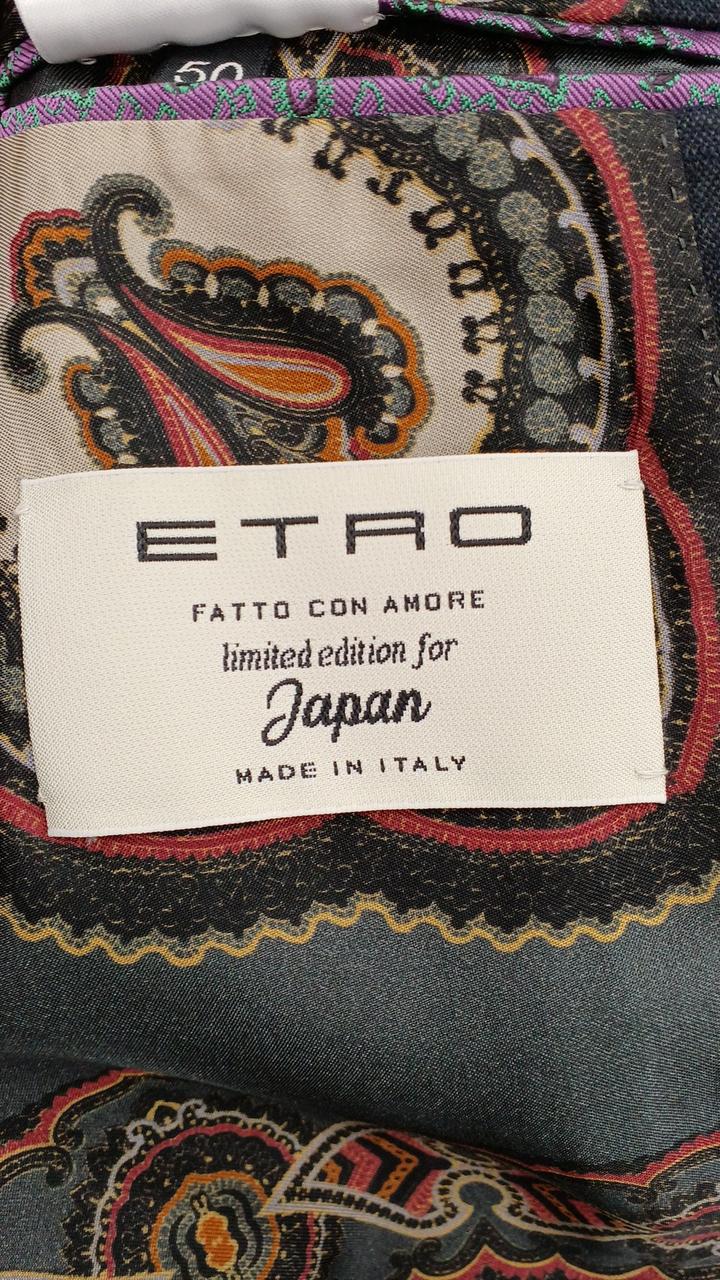 50
ETRO
FATTO CON AMORE
limited edition for
Japan
MADE IN ITALY